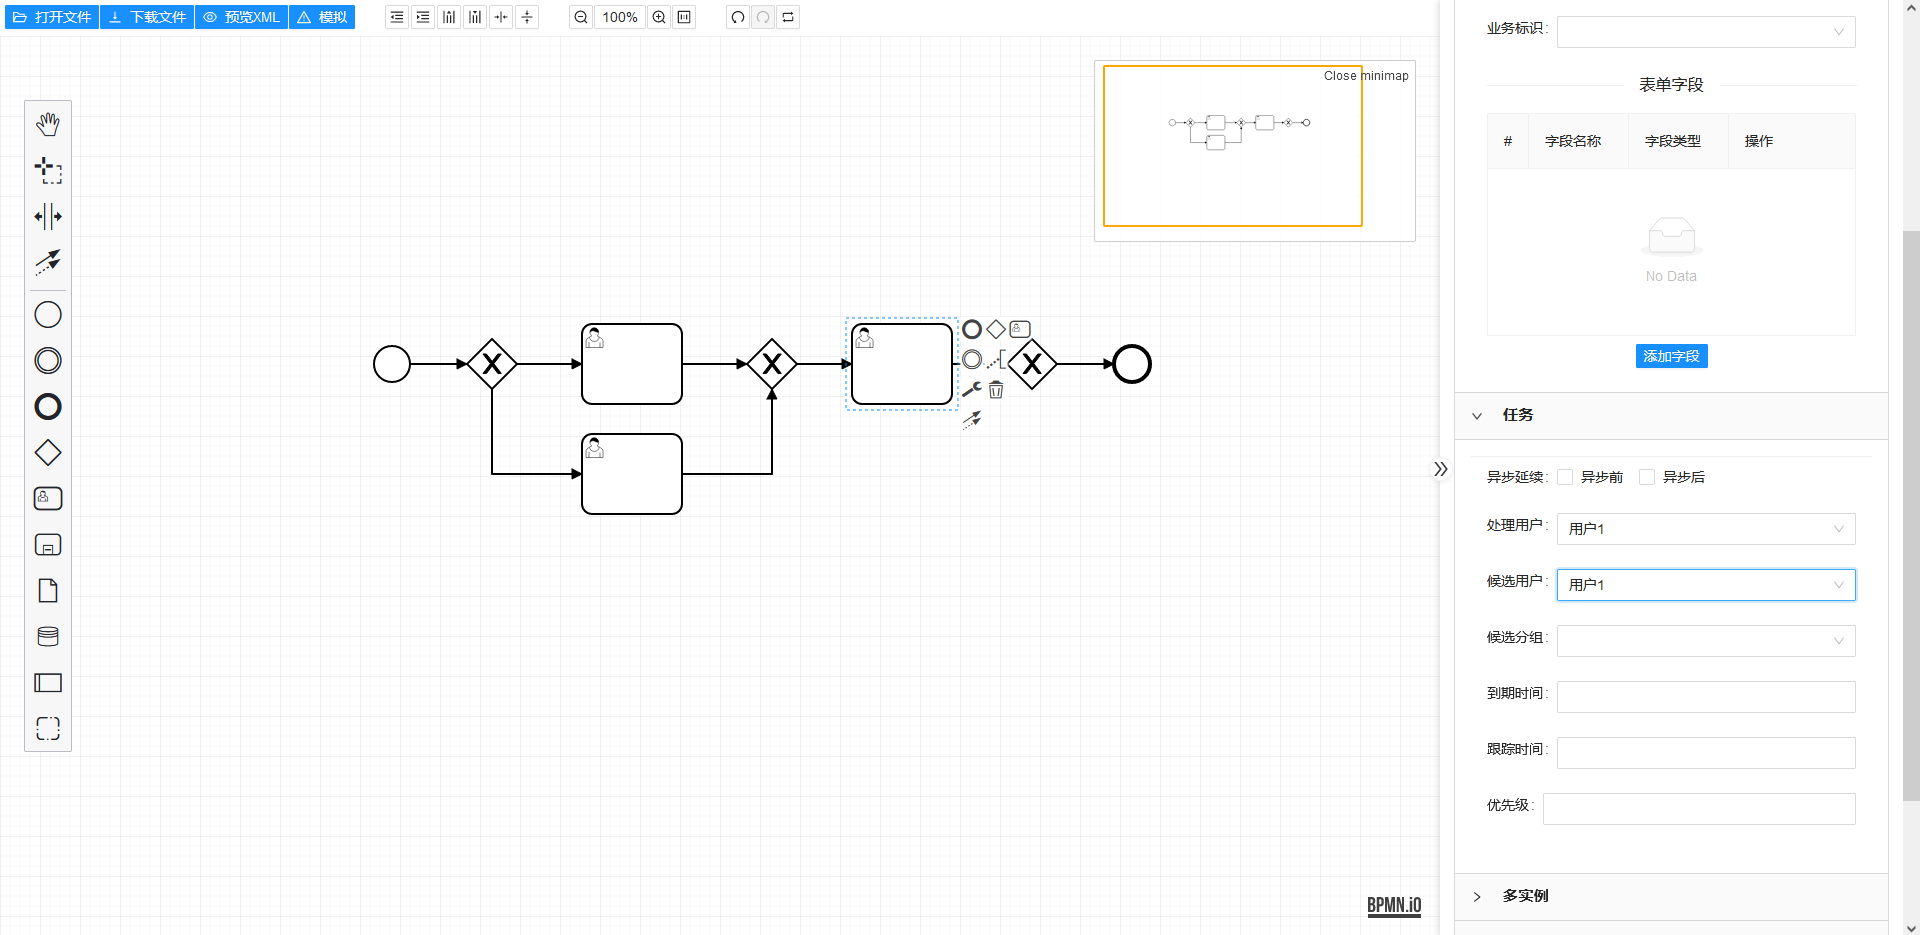 打开文件 下载文件 预览XML 模拟
100%
Close minimap
BPMN.iO
业务标识:
表单字段
# 字段名称 字段类型 操作
No Data
添加字段
任务
异步延续: 异步前 异步后
处理用户: 用户1
候选用户: 用户1
候选分组:
到期时间:
跟踪时间:
优先级:
多实例